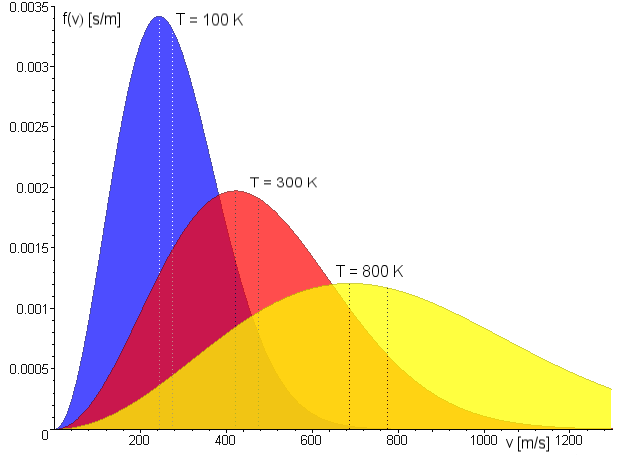 0.0035
f(v) [s/m]
T = 100 K
0.003
0.0025
0.002
T = 300 K
0.0015
T = 800 K
0.001
0.0005
0
200
400
600
800
1000
1200
v [m/s]